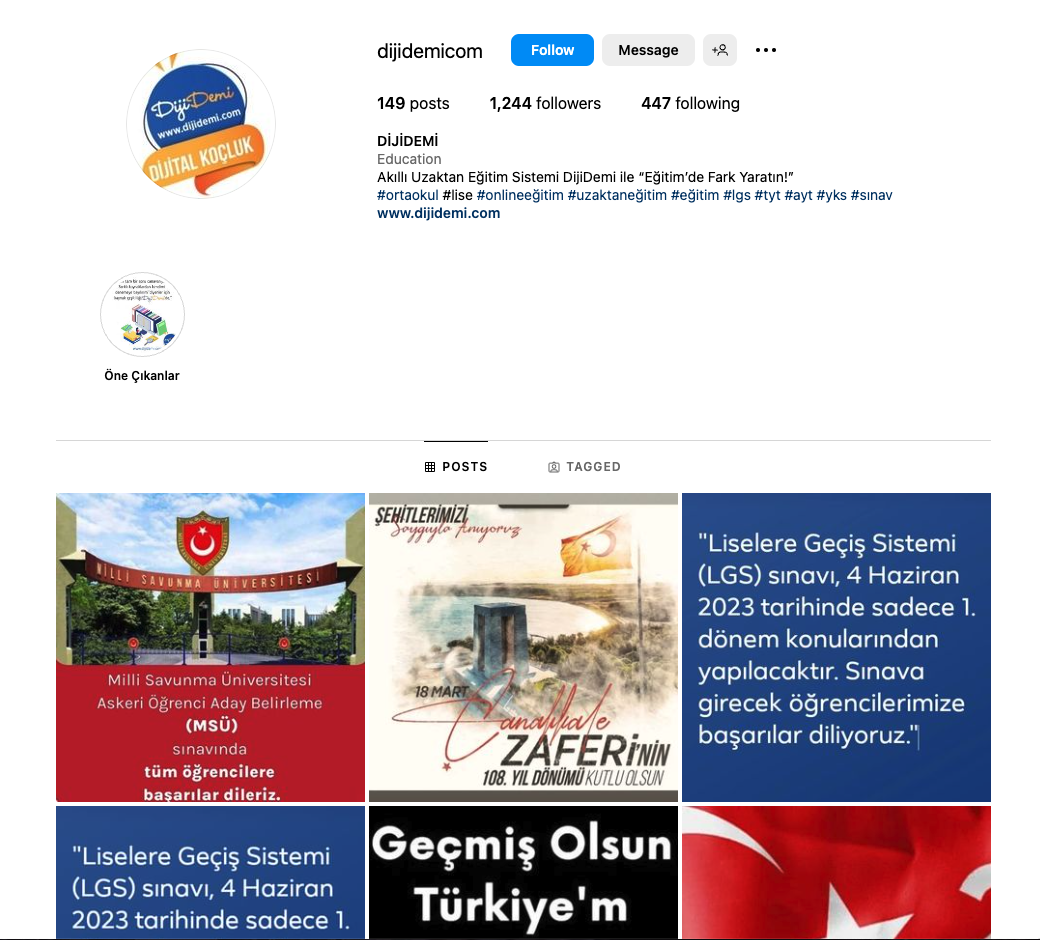 dijidemicom
Follow
Message
149 posts
1,244 followers
447 following
DijiDemi
www.dijidemi.com
DİJİTAL KOÇLUK
DİJİDEMİ
Education
Akıllı Uzaktan Eğitim Sistemi DijiDemi ile “Eğitim’de Fark Yaratın!”
#ortaokul #lise #onlineeğitim #uzaktaneğitim #eğitim #lgs #tyt #ayt #yks #sınav
www.dijidemi.com
Öne Çıkanlar
POSTS
TAGGED
MİLLİ SAVUNMA ÜNİVERSİTESİ
Milli Savunma Üniversitesi
Askeri Öğrenci Aday Belirleme
(MSÜ)
sınavında
tüm öğrencilere
başarılar dileriz.
ŞEHİTLERİMİZİ
Saygıyla Anıyoruz
18 MART
Çanakkale
ZAFERİ'NİN
108. YIL DÖNÜMÜ KUTLU OLSUN
"Liselere Geçiş Sistemi
(LGS) sınavı, 4 Haziran
2023 tarihinde sadece 1.
dönem konularından
yapılacaktır. Sınava
girecek öğrencilerimize
başarılar diliyoruz."
"Liselere Geçiş Sistemi
(LGS) sınavı, 4 Haziran
2023 tarihinde sadece 1.
Geçmiş Olsun
Türkiye'm